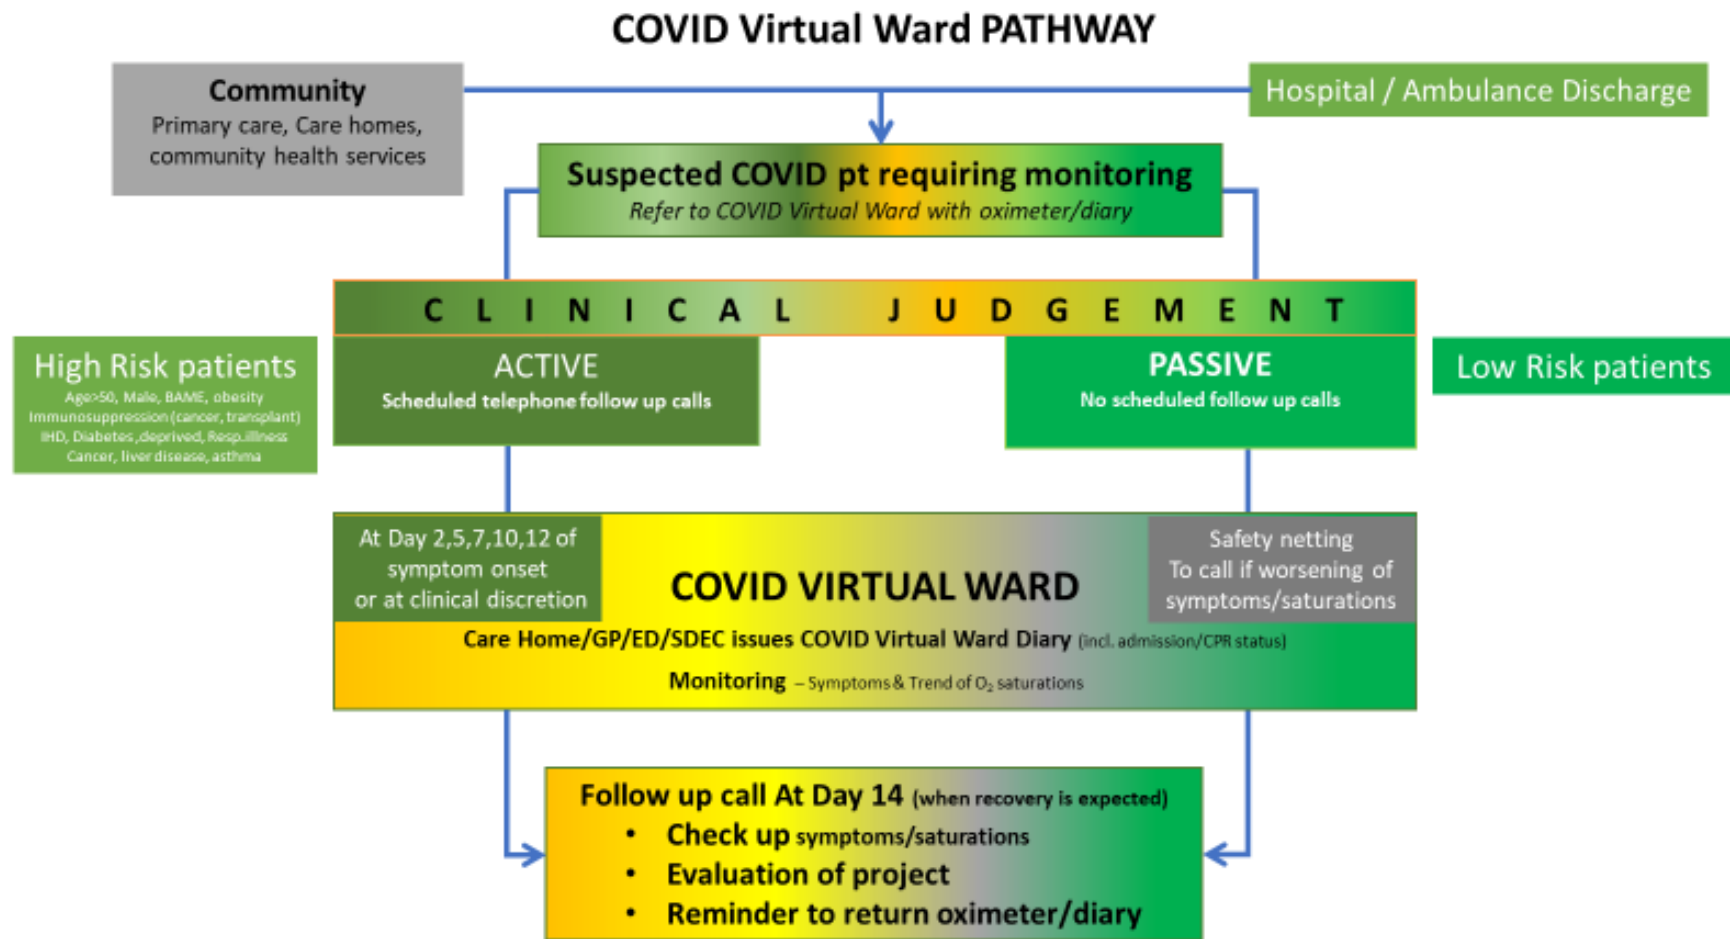 COVID Virtual Ward PATHWAY
Community
Primary care, Care homes,
community health services
Hospital / Ambulance Discharge
Suspected COVID pt requiring monitoring
Refer to COVID Virtual Ward with oximeter/diary
CLINICAL JUDGEMENT
High Risk patients
Age>50, Male, BAME, obesity
Immunosuppression (cancer, transplant)
IHD, Diabetes ,deprived, Resp.illness
Cancer, liver disease, asthma
ACTIVE
Scheduled telephone follow up calls
PASSIVE
No scheduled follow up calls
Low Risk patients
At Day 2,5,7,10,12 of
symptom onset
or at clinical discretion
COVID VIRTUAL WARD
Safety netting
To call if worsening of
symptoms/saturations
Care Home/GP/ED/SDEC issues COVID Virtual Ward Diary (incl. admission/CPR status)
Monitoring – Symptoms & Trend of O₂ saturations
Follow up call At Day 14 (when recovery is expected)
• Check up symptoms/saturations
• Evaluation of project
• Reminder to return oximeter/diary